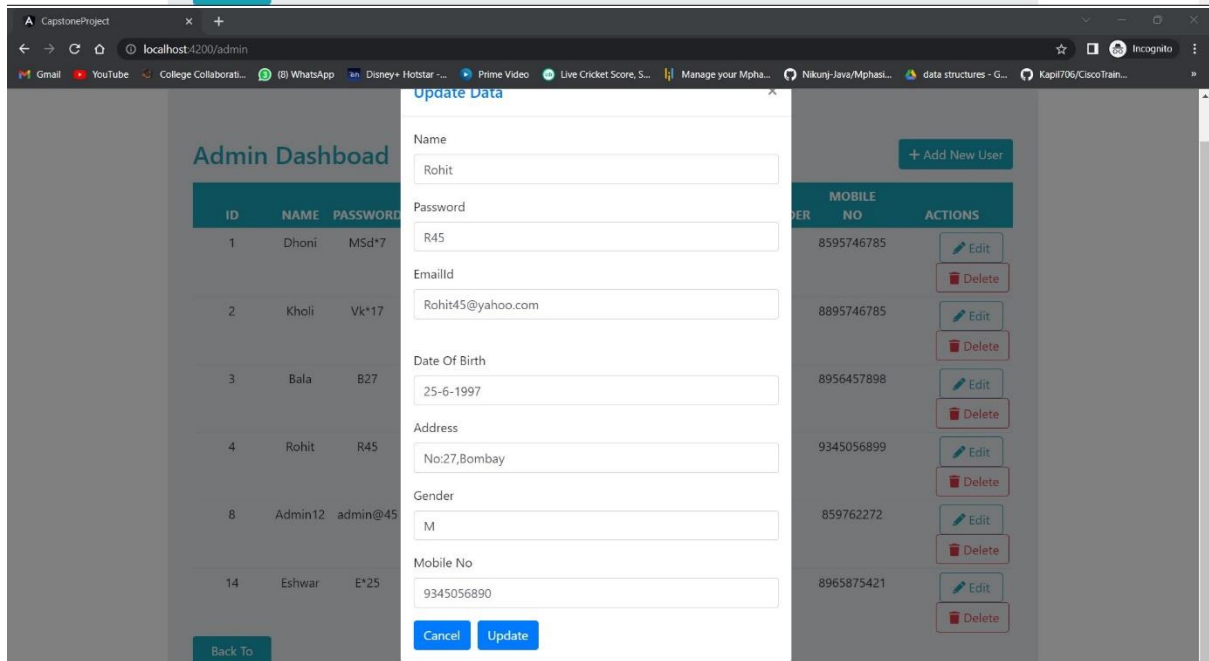 CapstoneProject
localhost:4200/admin
Incognito
Gmail YouTube College Collaborati... (8) WhatsApp Disney+ Hotstar -... Prime Video Live Cricket Score, S... Manage your Mpha... Nikunj-Java/Mphasi... data structures - G... Kapil706/CiscoTrain... »
Update Data ×
Admin Dashboad
+ Add New User
ID NAME PASSWORD DER MOBILE NO ACTIONS
1 Dhoni MSd*7 8595746785 Edit
Delete
2 Kholi Vk*17 8895746785 Edit
Delete
3 Bala B27 8956457898 Edit
Delete
4 Rohit R45 9345056899 Edit
Delete
8 Admin12 admin@45 859762272 Edit
Delete
14 Eshwar E*25 8965875421 Edit
Delete
Back To
Name
Rohit
Password
R45
EmailId
Rohit45@yahoo.com
Date Of Birth
25-6-1997
Address
No:27,Bombay
Gender
M
Mobile No
9345056890
Cancel Update